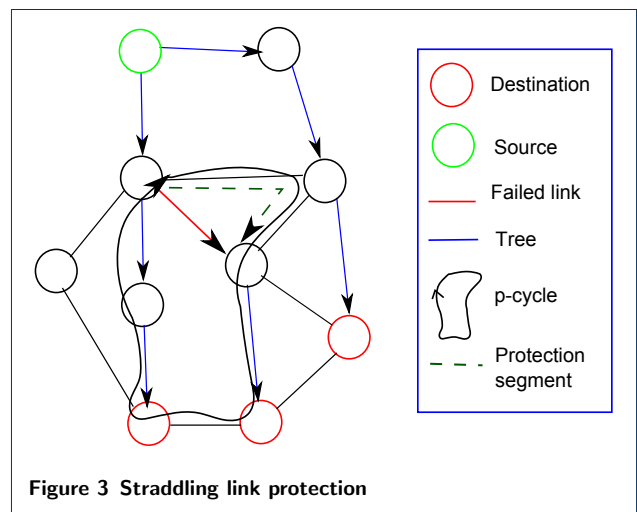 Destination
Source
Failed link
Tree
p-cycle
Protection
segment
Figure 3 Straddling link protection